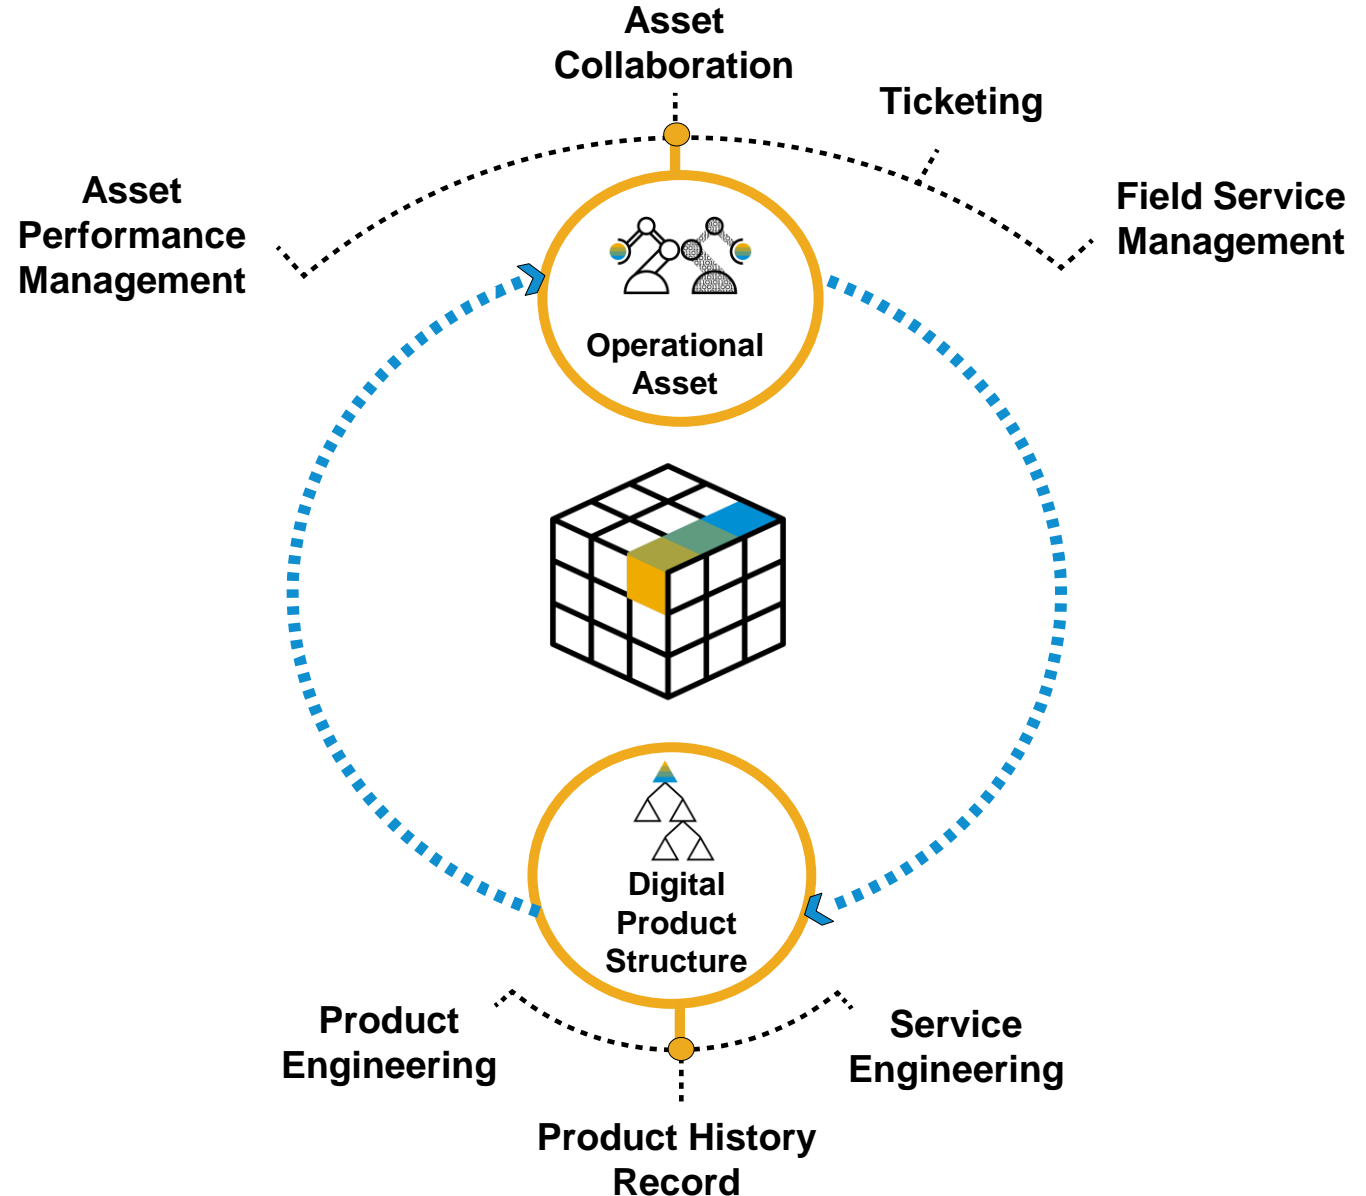 Asset
Collaboration
Ticketing
Asset
Performance
Management
Field Service
Management
Operational
Asset
Digital
Product
Structure
Product
Engineering
Service
Engineering
Product History
Record